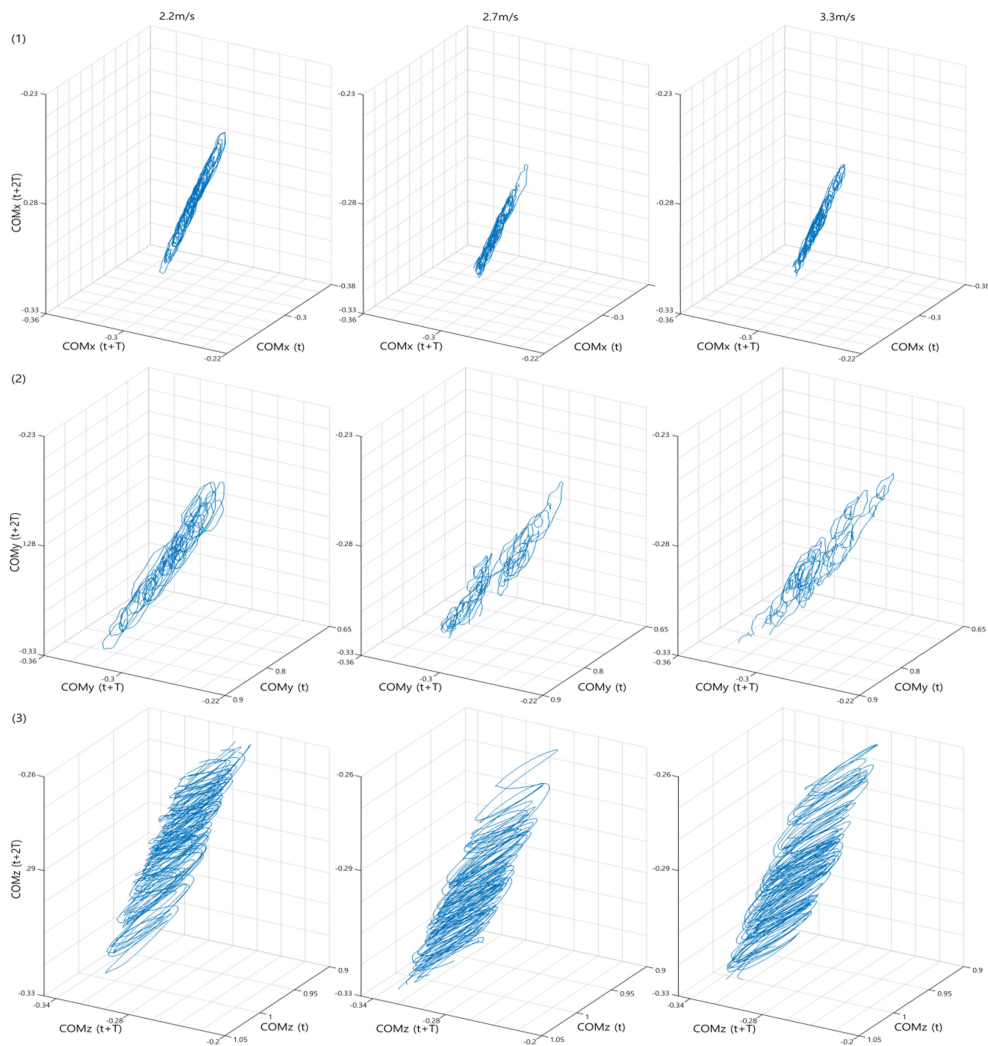 2.2m/s 2.7m/s 3.3m/s
(1)
-0.23 -0.23 -0.23
COMx (t+2T)
-0.28 -0.28 -0.28
-0.38 -0.38
-0.33 -0.33 -0.33
-0.36 -0.36 -0.36
-0.3 -0.3 -0.3
-0.3 -0.3 -0.3
COMx (t+T) COMx (t) COMx (t+T) COMx (t) COMx (t+T) COMx (t)
-0.22 -0.22 -0.22
(2)
-0.23 -0.23 -0.23
COMy (t+2T)
.28 -0.28 -0.28
0.65 0.65 0.65
-0.33 -0.33 -0.33
-0.36 -0.36 -0.36
0.8 0.8 0.8
-0.3 -0.3 -0.3
COMy (t+T) COMy (t) COMy (t+T) COMy (t) COMy (t+T) COMy (t)
-0.22 0.9 -0.22 0.9 -0.22 0.9
(3)
-0.26 -0.26 -0.26
COMz (t+2T)
.29 -0.29 -0.29
0.9 0.9 0.9
0.95 0.95 0.95
-0.33 -0.33 -0.33
-0.34 -0.34 -0.34
1 1 1
-0.28 -0.28 -0.28
COMz (t+T) COMz (t) COMz (t+T) COMz (t) COMz (t+T) COMz (t)
-0.2 1.05 -0.2 1.05 -0.2 1.05